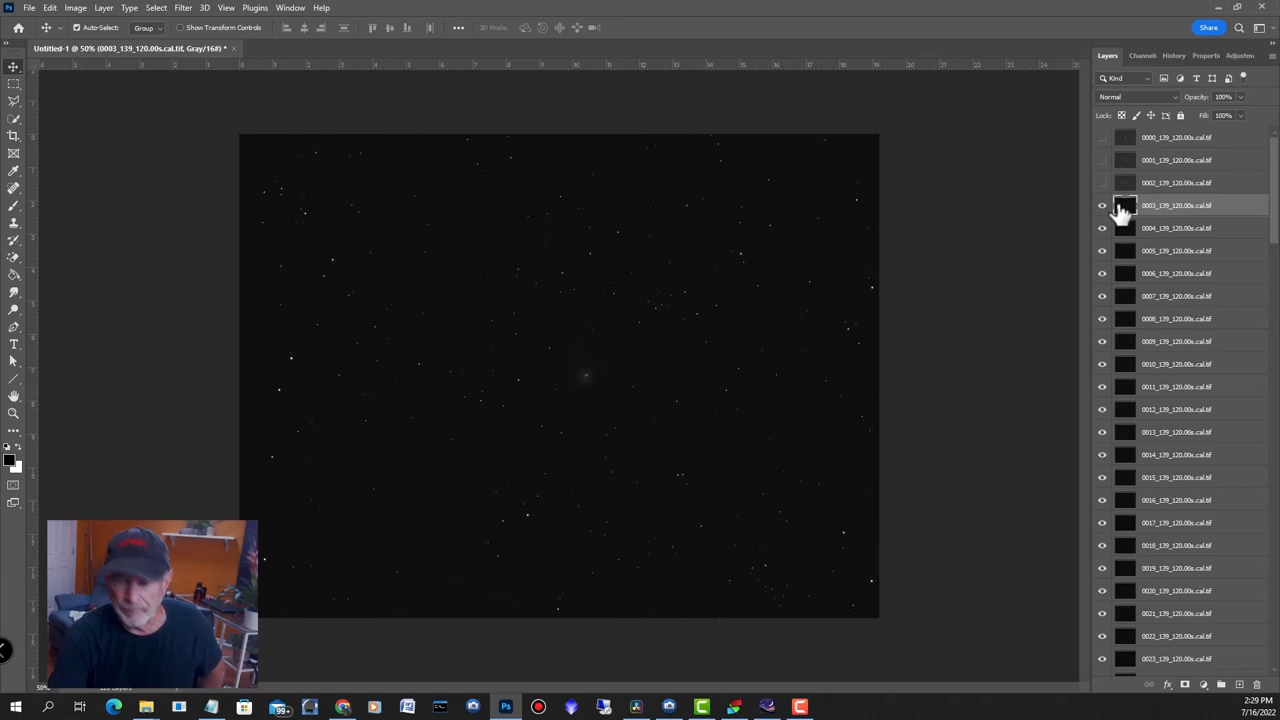 File Edit Image Layer Type Select Filter 3D View Plugins Window Help
Auto-Select: Group Show Transform Controls 3D Mode: Share
Untitled-1 @ 50% (0003_139_120.00s.cal.tif, Gray/16#) *
Layers Channels History Properti Adjustm
Kind
Normal Opacity: 100%
Lock: Fill: 100%
0000_139_120.00s.cal.tif
0001_139_120.00s.cal.tif
0002_139_120.00s.cal.tif
0003_139_120.00s.cal.tif
0004_139_120.00s.cal.tif
0005_139_120.00s.cal.tif
0006_139_120.00s.cal.tif
0007_139_120.00s.cal.tif
0008_139_120.00s.cal.tif
0009_139_120.00s.cal.tif
0010_139_120.00s.cal.tif
0011_139_120.00s.cal.tif
0012_139_120.00s.cal.tif
0013_139_120.00s.cal.tif
0014_139_120.00s.cal.tif
0015_139_120.00s.cal.tif
0016_139_120.00s.cal.tif
0017_139_120.00s.cal.tif
0018_139_120.00s.cal.tif
0019_139_120.00s.cal.tif
0020_139_120.00s.cal.tif
0021_139_120.00s.cal.tif
0022_139_120.00s.cal.tif
0023_139_120.00s.cal.tif
50%
99+
2:29 PM
7/16/2022